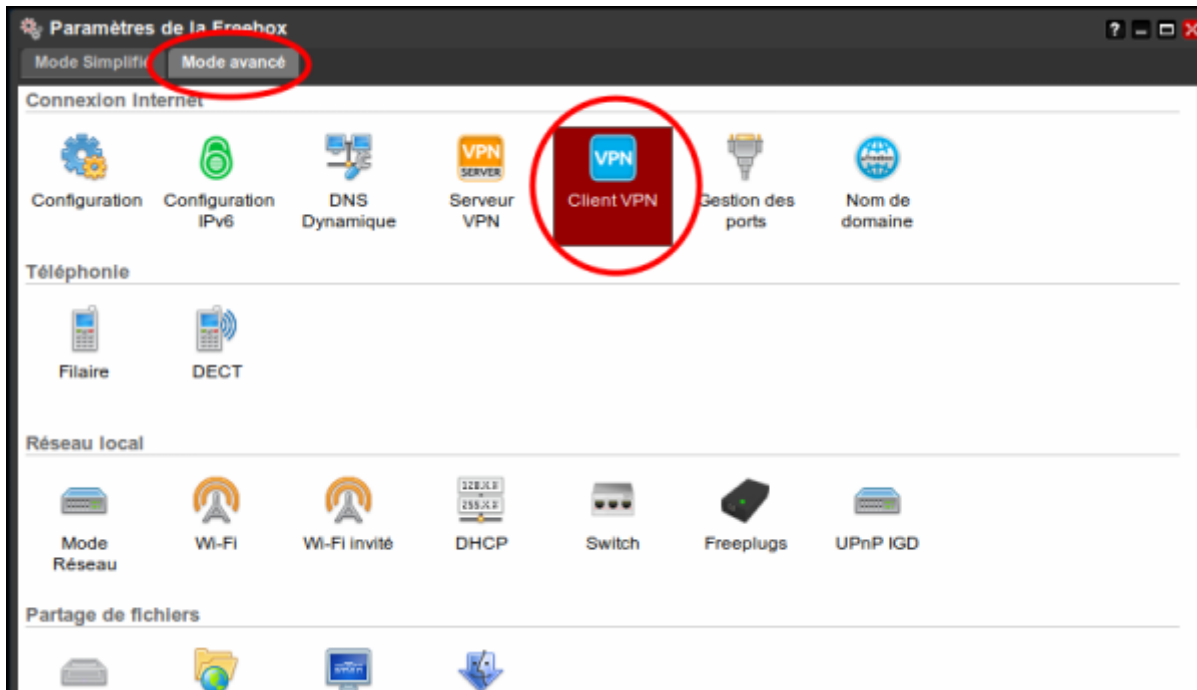 Paramètres de la Freebox
Mode Simplifié Mode avancé
Connexion Internet
VPN
SERVER
VPN
freebox
Configuration
Configuration
IPv6
DNS
Dynamique
Serveur
VPN
Client VPN
Gestion des
ports
Nom de
domaine
Téléphonie
Filaire
DECT
Réseau local
Mode
Réseau
Wi-Fi
Wi-Fi invité
DHCP
Switch
Freeplugs
UPnP IGD
Partage de fichiers